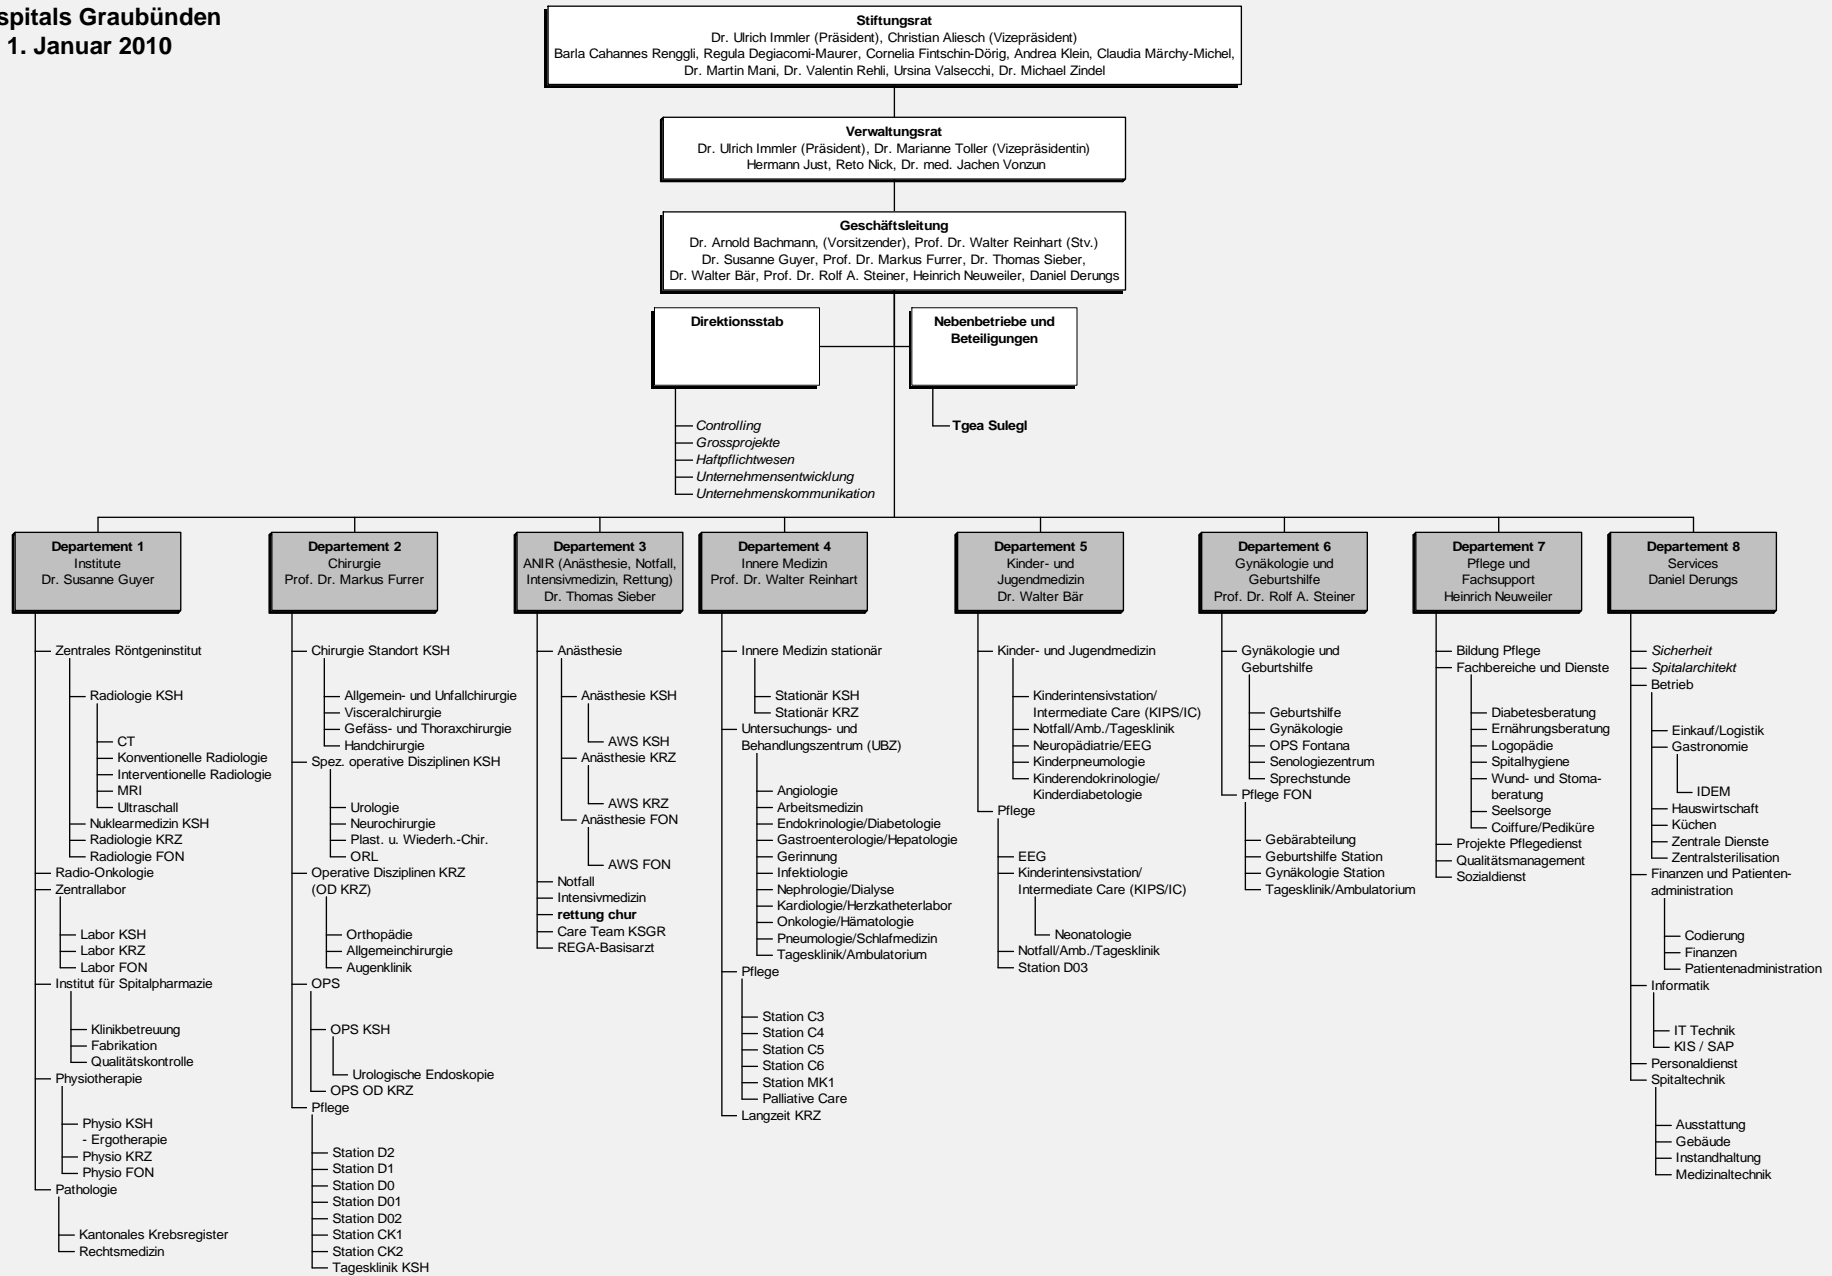 spitals Graubünden
1. Januar 2010
Stiftungsrat
Dr. Ulrich Immler (Präsident), Christian Aliesch (Vizepräsident)
Barla Cahannes Renggli, Regula Degiacomi-Maurer, Cornelia Fintschin-Dörig, Andrea Klein, Claudia Märchy-Michel,
Dr. Martin Mani, Dr. Valentin Rehli, Ursina Valsecchi, Dr. Michael Zindel
Verwaltungsrat
Dr. Ulrich Immler (Präsident), Dr. Marianne Toller (Vizepräsidentin)
Hermann Just, Reto Nick, Dr. med. Jachen Vonzun
Geschäftsleitung
Dr. Arnold Bachmann, (Vorsitzender), Prof. Dr. Walter Reinhart (Stv.)
Dr. Susanne Guyer, Prof. Dr. Markus Furrer, Dr. Thomas Sieber,
Dr. Walter Bär, Prof. Dr. Rolf A. Steiner, Heinrich Neuweiler, Daniel Derungs
Direktionsstab
Controlling
Grossprojekte
Haftpflichtwesen
Unternehmensentwicklung
Unternehmenskommunikation
Nebenbetriebe und
Beteiligungen
Tgea Sulegl
Departement 1
Institute
Dr. Susanne Guyer
Zentrales Röntgeninstitut
Radiologie KSH
CT
Konventionelle Radiologie
Interventionelle Radiologie
MRI
Ultraschall
Nuklearmedizin KSH
Radiologie KRZ
Radiologie FON
Radio-Onkologie
Zentrallabor
Labor KSH
Labor KRZ
Labor FON
Institut für Spitalpharmazie
Klinikbetreuung
Fabrikation
Qualitätskontrolle
Physiotherapie
Physio KSH
- Ergotherapie
Physio KRZ
Physio FON
Pathologie
Kantonales Krebsregister
Rechtsmedizin
Departement 2
Chirurgie
Prof. Dr. Markus Furrer
Chirurgie Standort KSH
Allgemein- und Unfallchirurgie
Visceralchirurgie
Gefäss- und Thoraxchirurgie
Handchirurgie
Spez. operative Disziplinen KSH
Urologie
Neurochirurgie
Plast. u. Wiederh.-Chir.
ORL
Operative Disziplinen KRZ
(OD KRZ)
Orthopädie
Allgemeinchirurgie
Augenklinik
OPS
OPS KSH
Urologische Endoskopie
OPS OD KRZ
Pflege
Station D2
Station D1
Station D0
Station D01
Station D02
Station CK1
Station CK2
Tagesklinik KSH
Departement 3
ANIR (Anästhesie, Notfall,
Intensivmedizin, Rettung)
Dr. Thomas Sieber
Anästhesie
Anästhesie KSH
AWS KSH
Anästhesie KRZ
AWS KRZ
Anästhesie FON
AWS FON
Notfall
Intensivmedizin
rettung chur
Care Team KSGR
REGA-Basisarzt
Departement 4
Innere Medizin
Prof. Dr. Walter Reinhart
Innere Medizin stationär
Stationär KSH
Stationär KRZ
Untersuchungs- und
Behandlungszentrum (UBZ)
Angiologie
Arbeitsmedizin
Endokrinologie/Diabetologie
Gastroenterologie/Hepatologie
Gerinnung
Infektiologie
Nephrologie/Dialyse
Kardiologie/Herzkatheterlabor
Onkologie/Hämatologie
Pneumologie/Schlafmedizin
Tagesklinik/Ambulatorium
Pflege
Station C3
Station C4
Station C5
Station C6
Station MK1
Palliative Care
Langzeit KRZ
Departement 5
Kinder- und
Jugendmedizin
Dr. Walter Bär
Kinder- und Jugendmedizin
Kinderintensivstation/
Intermediate Care (KIPS/IC)
Notfall/Amb./Tagesklinik
Neuropädiatrie/EEG
Kinderpneumologie
Kinderendokrinologie/
Kinderdiabetologie
Pflege
EEG
Kinderintensivstation/
Intermediate Care (KIPS/IC)
Neonatologie
Notfall/Amb./Tagesklinik
Station D03
Departement 6
Gynäkologie und
Geburtshilfe
Prof. Dr. Rolf A. Steiner
Gynäkologie und
Geburtshilfe
Geburtshilfe
Gynäkologie
OPS Fontana
Senologiezentrum
Sprechstunde
Pflege FON
Gebärabteilung
Geburtshilfe Station
Gynäkologie Station
Tagesklinik/Ambulatorium
Departement 7
Pflege und
Fachsupport
Heinrich Neuweiler
Bildung Pflege
Fachbereiche und Dienste
Diabetesberatung
Ernährungsberatung
Logopädie
Spitalhygiene
Wund- und Stoma-
beratung
Seelsorge
Coiffure/Pediküre
Projekte Pflegedienst
Qualitätsmanagement
Sozialdienst
Departement 8
Services
Daniel Derungs
Sicherheit
Spitalarchitekt
Betrieb
Einkauf/Logistik
Gastronomie
IDEM
Hauswirtschaft
Küchen
Zentrale Dienste
Zentralsterilisation
Finanzen und Patienten-
administration
Codierung
Finanzen
Patientenadministration
Informatik
IT Technik
KIS / SAP
Personaldienst
Spitaltechnik
Ausstattung
Gebäude
Instandhaltung
Medizinaltechnik